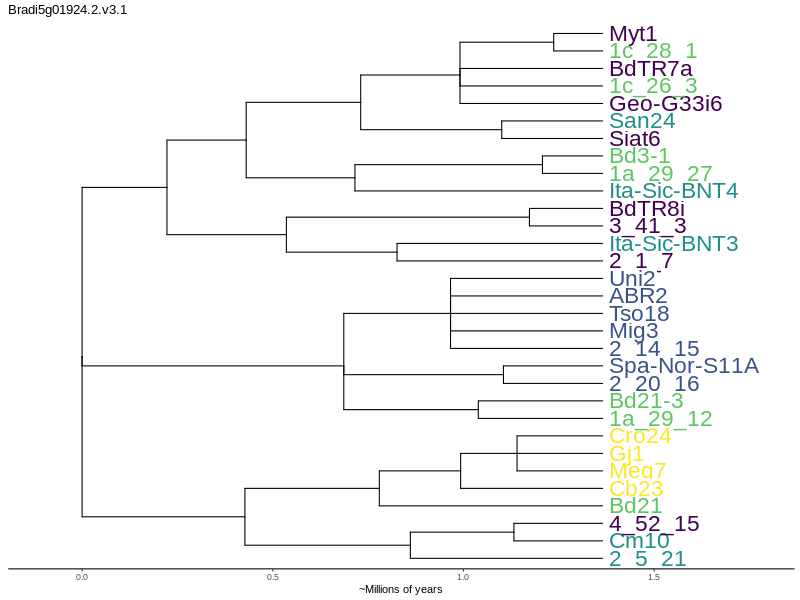 Bradi5g01924.2.v3.1
Myt1
1c_28_1
BdTR7a
1c_26_3
Geo-G33i6
San24
Siat6
Bd3-1
1a_29_27
Ita-Sic-BNT4
BdTR8i
3_41_3
Ita-Sic-BNT3
2_1_7
Uni2
ABR2
Tso18
Mig3
2_14_15
Spa-Nor-S11A
2_20_16
Bd21-3
1a_29_12
Cro24
Gj1
Meg7
Cb23
Bd21
4_52_15
Cm10
2_5_21
0.0 0.5 1.0 1.5
~Millions of years